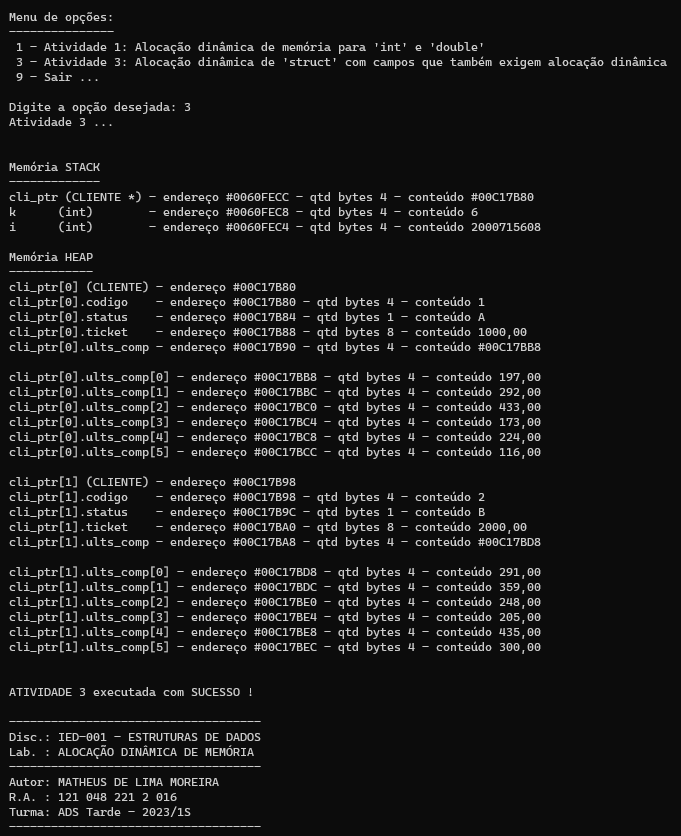 Menu de opções:
---------------
 1 - Atividade 1: Alocação dinâmica de memória para 'int' e 'double'
 3 - Atividade 3: Alocação dinâmica de 'struct' com campos que também exigem alocação dinâmica
 9 - Sair ...
Digite a opção desejada: 3
Atividade 3 ...
Memória STACK
-------------
cli_ptr (CLIENTE *) - endereço #0060FECC - qtd bytes 4 - conteúdo #00C17B80
k      (int)        - endereço #0060FEC8 - qtd bytes 4 - conteúdo 6
i      (int)        - endereço #0060FEC4 - qtd bytes 4 - conteúdo 2000715608
Memória HEAP
------------
cli_ptr[0] (CLIENTE) - endereço #00C17B80
cli_ptr[0].codigo    - endereço #00C17B80 - qtd bytes 4 - conteúdo 1
cli_ptr[0].status    - endereço #00C17B84 - qtd bytes 1 - conteúdo A
cli_ptr[0].ticket    - endereço #00C17B88 - qtd bytes 8 - conteúdo 1000,00
cli_ptr[0].ults_comp - endereço #00C17B90 - qtd bytes 4 - conteúdo #00C17BB8
cli_ptr[0].ults_comp[0] - endereço #00C17BB8 - qtd bytes 4 - conteúdo 197,00
cli_ptr[0].ults_comp[1] - endereço #00C17BBC - qtd bytes 4 - conteúdo 292,00
cli_ptr[0].ults_comp[2] - endereço #00C17BC0 - qtd bytes 4 - conteúdo 433,00
cli_ptr[0].ults_comp[3] - endereço #00C17BC4 - qtd bytes 4 - conteúdo 173,00
cli_ptr[0].ults_comp[4] - endereço #00C17BC8 - qtd bytes 4 - conteúdo 224,00
cli_ptr[0].ults_comp[5] - endereço #00C17BCC - qtd bytes 4 - conteúdo 116,00
cli_ptr[1] (CLIENTE) - endereço #00C17B98
cli_ptr[1].codigo    - endereço #00C17B98 - qtd bytes 4 - conteúdo 2
cli_ptr[1].status    - endereço #00C17B9C - qtd bytes 1 - conteúdo B
cli_ptr[1].ticket    - endereço #00C17BA0 - qtd bytes 8 - conteúdo 2000,00
cli_ptr[1].ults_comp - endereço #00C17BA8 - qtd bytes 4 - conteúdo #00C17BD8
cli_ptr[1].ults_comp[0] - endereço #00C17BD8 - qtd bytes 4 - conteúdo 291,00
cli_ptr[1].ults_comp[1] - endereço #00C17BDC - qtd bytes 4 - conteúdo 359,00
cli_ptr[1].ults_comp[2] - endereço #00C17BE0 - qtd bytes 4 - conteúdo 248,00
cli_ptr[1].ults_comp[3] - endereço #00C17BE4 - qtd bytes 4 - conteúdo 205,00
cli_ptr[1].ults_comp[4] - endereço #00C17BE8 - qtd bytes 4 - conteúdo 435,00
cli_ptr[1].ults_comp[5] - endereço #00C17BEC - qtd bytes 4 - conteúdo 300,00
ATIVIDADE 3 executada com SUCESSO !
------------------------------------
Disc.: IED-001 - ESTRUTURAS DE DADOS
Lab. : ALOCAÇÃO DINÂMICA DE MEMÓRIA
------------------------------------
Autor: MATHEUS DE LIMA MOREIRA
R.A. : 121 048 221 2 016
Turma: ADS Tarde - 2023/1S
------------------------------------